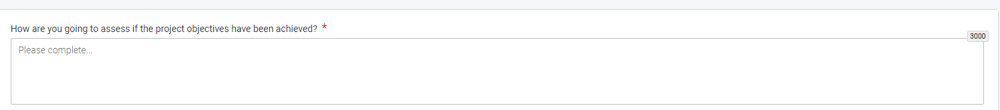 How are you going to assess if the project objectives have been achieved? *
3000
Please complete...